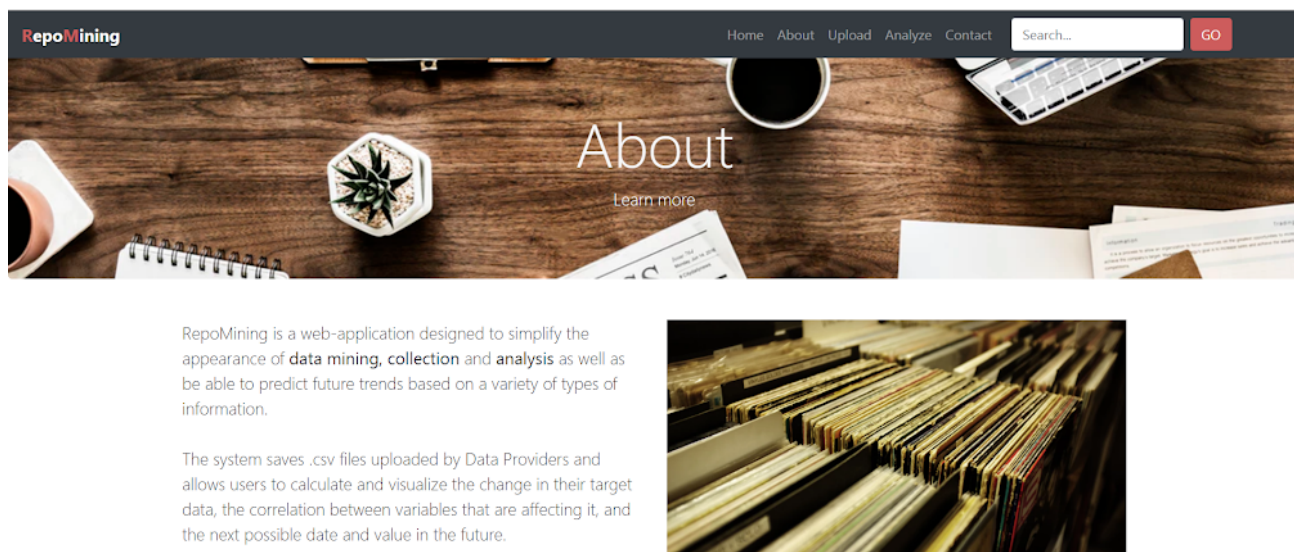 RepoMining
Home About Upload Analyze Contact Search... GO
About
Learn more
Information
RepoMining is a web-application designed to simplify the
appearance of data mining, collection and analysis as well as
be able to predict future trends based on a variety of types of
information.
The system saves .csv files uploaded by Data Providers and
allows users to calculate and visualize the change in their target
data, the correlation between variables that are affecting it, and
the next possible date and value in the future.